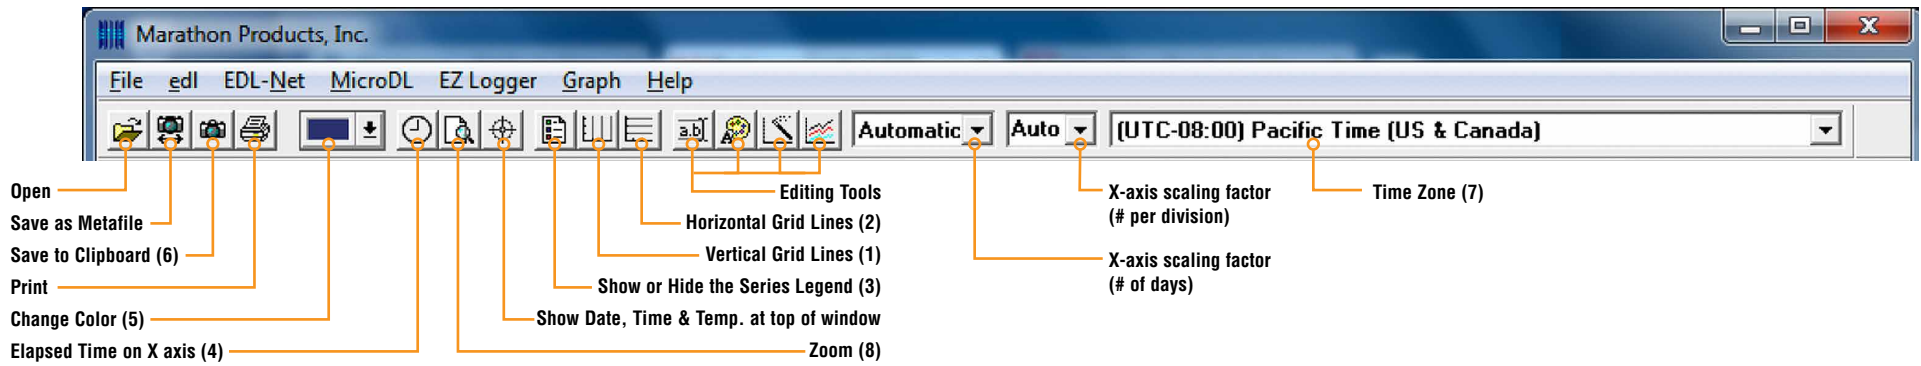 Marathon Products, Inc.
File edl EDL-Net MicroDL EZ Logger Graph Help
a.b Automatic Auto (UTC-08:00) Pacific Time (US & Canada)
Open
Save as Metafile
Save to Clipboard (6)
Print
Change Color (5)
Elapsed Time on X axis (4)
Editing Tools
Horizontal Grid Lines (2)
Vertical Grid Lines (1)
Show or Hide the Series Legend (3)
Show Date, Time & Temp. at top of window
Zoom (8)
X-axis scaling factor
(# per division)
X-axis scaling factor
(# of days)
Time Zone (7)